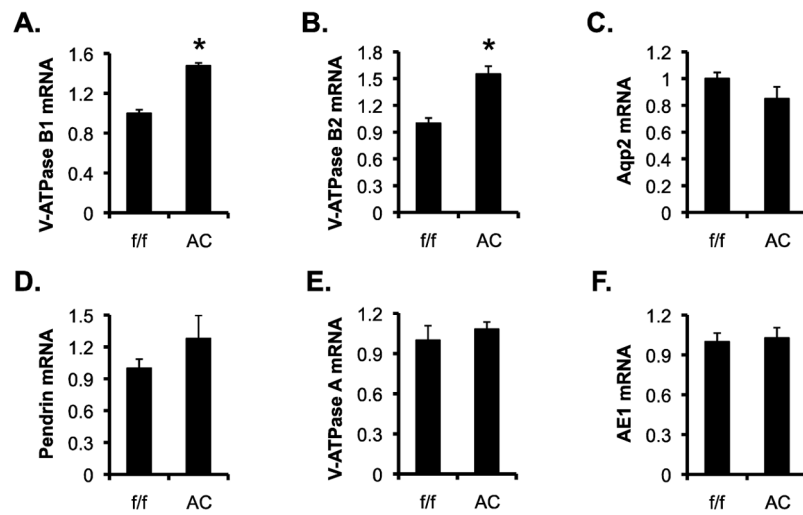 A.
V-ATPase B1 mRNA
1.6
1.2
0.8
0.4
0
*
f/f AC
B.
V-ATPase B2 mRNA
1.8
1.5
1.2
0.9
0.6
0.3
0
*
f/f AC
C.
Aqp2 mRNA
1.2
1
0.8
0.6
0.4
0.2
0
f/f AC
D.
Pendrin mRNA
1.5
1.2
0.9
0.6
0.3
0
f/f AC
E.
V-ATPase A mRNA
1.2
0.9
0.6
0.3
0
f/f AC
F.
AE1 mRNA
1.2
0.9
0.6
0.3
0
f/f AC